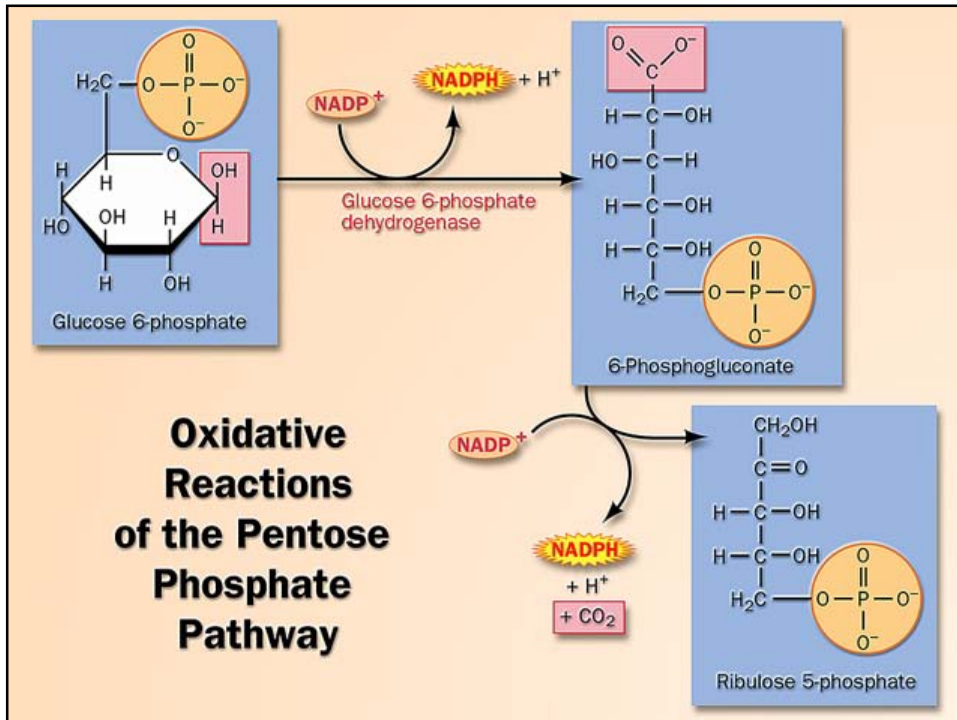 O
||
H₂C—O—P—O⁻
|
O⁻
O
H
H
OH
HO
OH
H
H
H
OH
Glucose 6-phosphate
NADP⁺
NADPH + H⁺
Glucose 6-phosphate
dehydrogenase
O O⁻
C
H—C—OH
HO—C—H
H—C—OH
H—C—OH
O
H₂C—O—P—O⁻
O⁻
6-Phosphogluconate
Oxidative
Reactions
of the Pentose
Phosphate
Pathway
NADP⁺
NADPH
+ H⁺
+ CO₂
CH₂OH
C=O
H—C—OH
H—C—OH
O
H₂C—O—P—O⁻
O⁻
Ribulose 5-phosphate